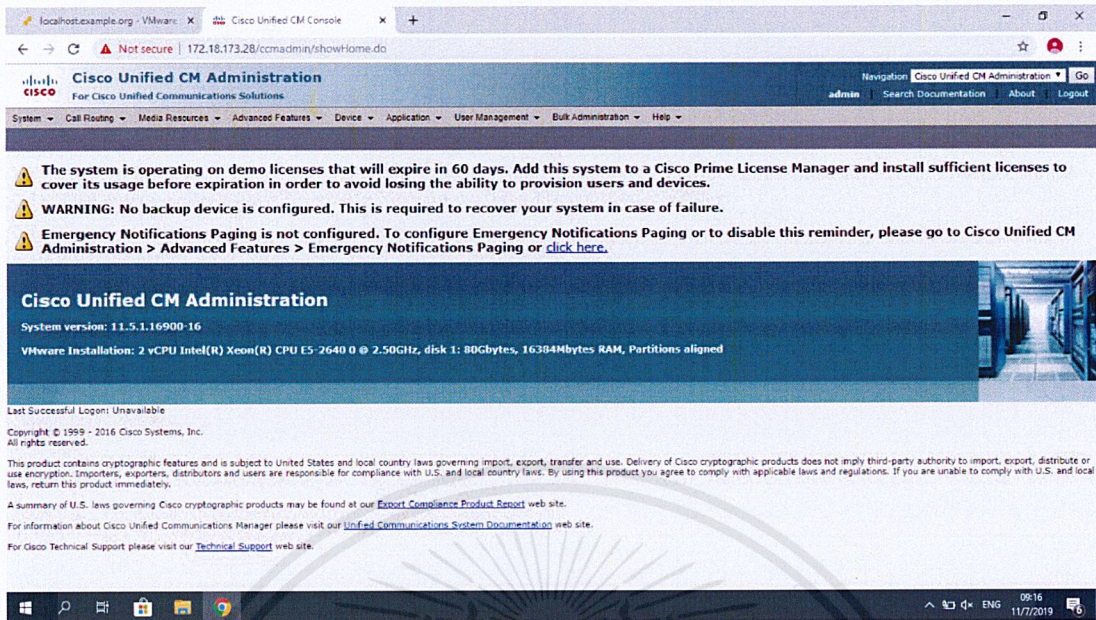 localhost.example.org - VMware
Cisco Unified CM Console
Not secure | 172.18.173.28/ccmadmin/showHome.do
CISCO
Cisco Unified CM Administration
For Cisco Unified Communications Solutions
Navigation Cisco Unified CM Administration Go
admin Search Documentation About Logout
System Call Routing Media Resources Advanced Features Device Application User Management Bulk Administration Help
The system is operating on demo licenses that will expire in 60 days. Add this system to a Cisco Prime License Manager and install sufficient licenses to
cover its usage before expiration in order to avoid losing the ability to provision users and devices.
WARNING: No backup device is configured. This is required to recover your system in case of failure.
Emergency Notifications Paging is not configured. To configure Emergency Notifications Paging or to disable this reminder, please go to Cisco Unified CM
Administration > Advanced Features > Emergency Notifications Paging or click here.
Cisco Unified CM Administration
System version: 11.5.1.16900-16
VMware Installation: 2 vCPU Intel(R) Xeon(R) CPU E5-2640 0 @ 2.50GHz, disk 1: 80Gbytes, 16384Mbytes RAM, Partitions aligned
Last Successful Logon: Unavailable
Copyright © 1999 - 2016 Cisco Systems, Inc.
All rights reserved.
This product contains cryptographic features and is subject to United States and local country laws governing import, export, transfer and use. Delivery of Cisco cryptographic products does not imply third-party authority to import, export, distribute or
use encryption. Importers, exporters, distributors and users are responsible for compliance with U.S. and local country laws. By using this product you agree to comply with applicable laws and regulations. If you are unable to comply with U.S. and local
laws, return this product immediately.
A summary of U.S. laws governing Cisco cryptographic products may be found at our Export Compliance Product Report web site.
For information about Cisco Unified Communications Manager please visit our Unified Communications System Documentation web site.
For Cisco Technical Support please visit our Technical Support web site.
ENG
09:16
11/7/2019
6